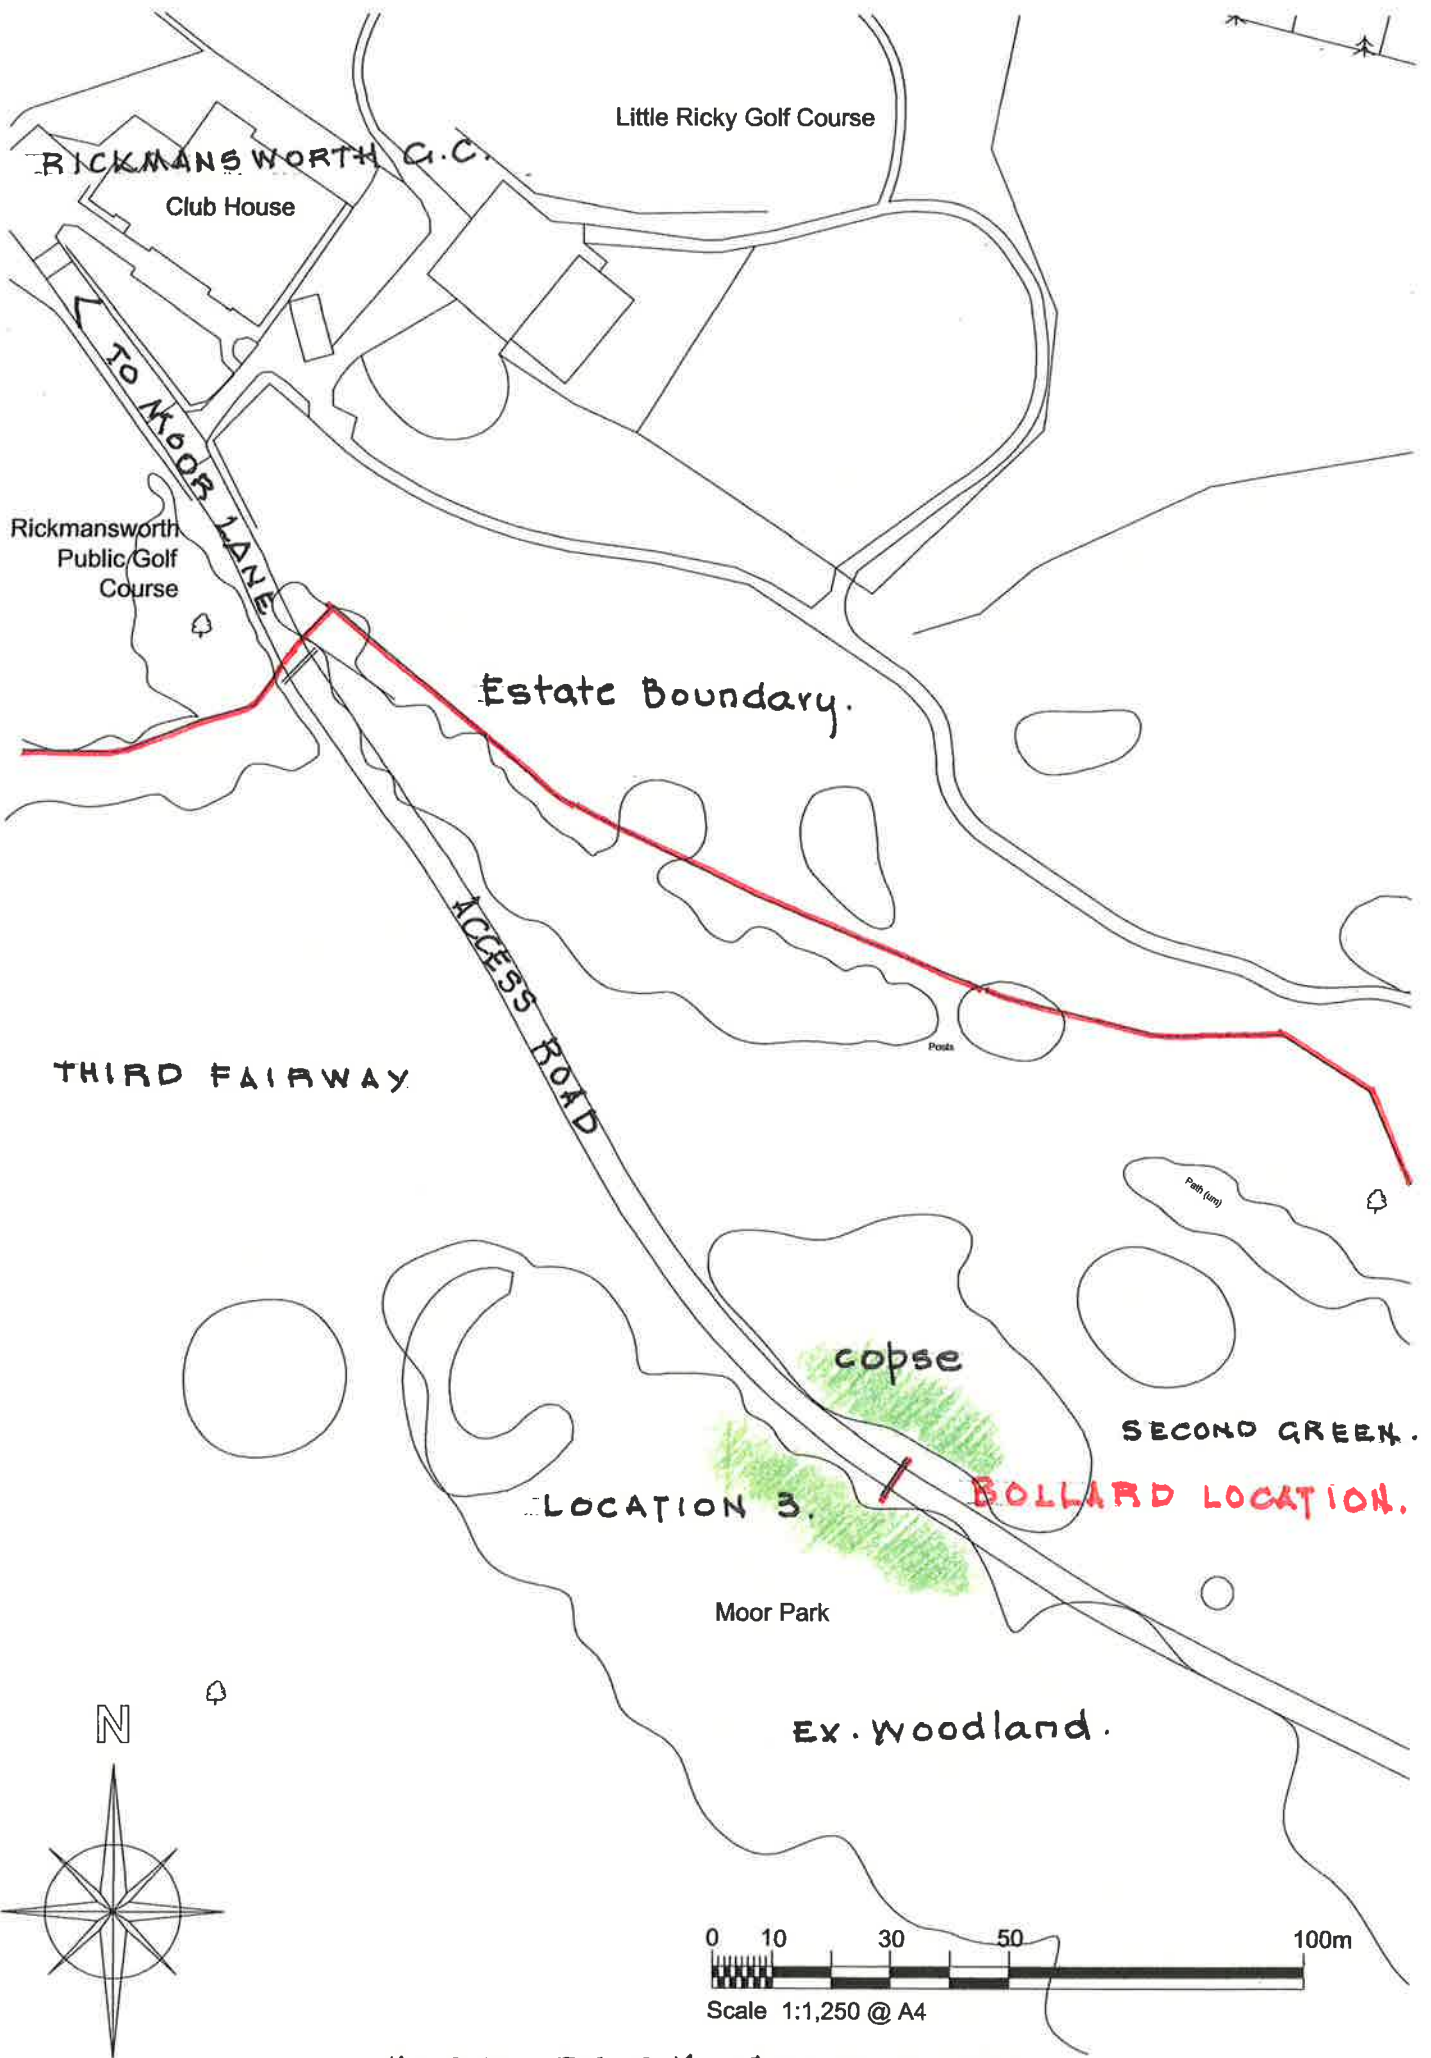 Little Ricky Golf Course
RICKMANSWORTH G.C.
Club House
TO MOOR LANE
Rickmansworth
Public Golf
Course
Estate Boundary.
ACCESS ROAD
Posts
THIRD FAIRWAY
Path (um)
copse
SECOND GREEN.
BOLLARD LOCATION.
LOCATION 3.
Moor Park
Ex. Woodland.
N
0 10 30 50 100m
Scale 1:1,250 @ A4